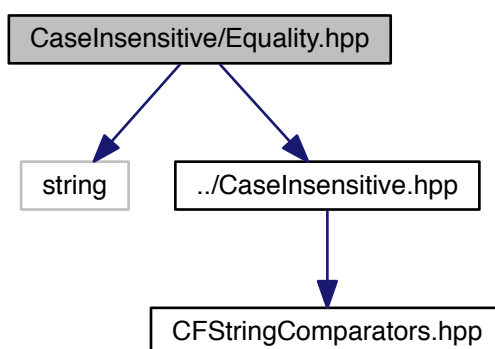 CaseInsensitive/Equality.hpp
string
../CaseInsensitive.hpp
CFStringComparators.hpp